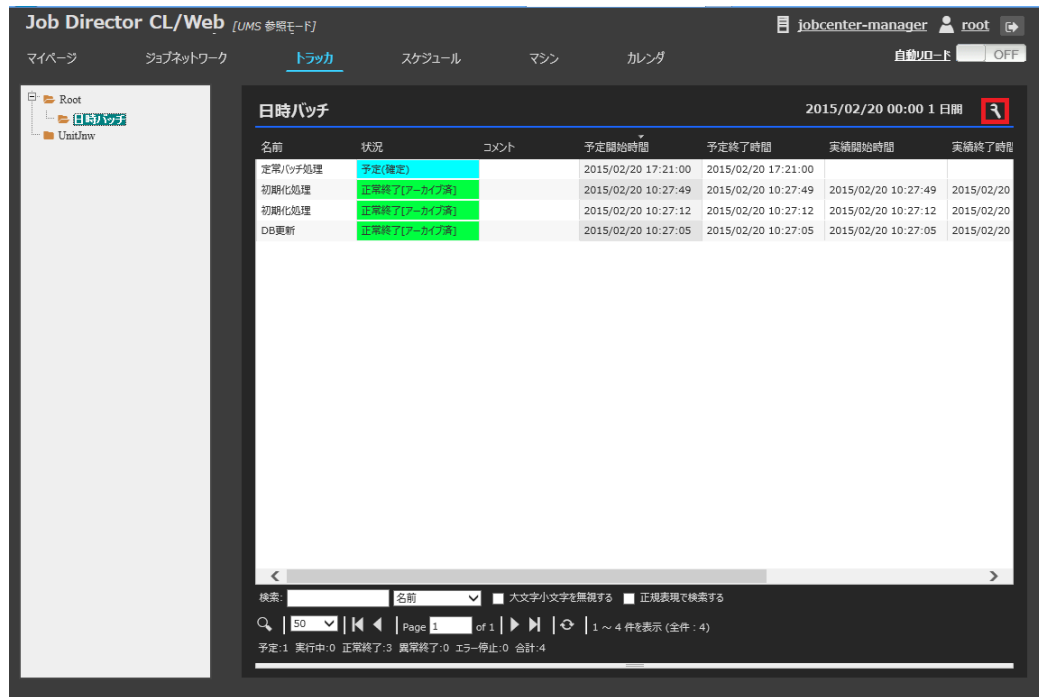 Job Director CL/Web [UMS 参照モード] jobcenter-manager root
マイページ ジョブネットワーク トラッカ スケジュール マシン カレンダ 自動リロード OFF
Root
日時バッチ
UnitJnw
日時バッチ 2015/02/20 00:00 1 日間
名前 状況 コメント 予定開始時間 予定終了時間 実績開始時間 実績終了時間
定常バッチ処理 予定(確定) 2015/02/20 17:21:00 2015/02/20 17:21:00
初期化処理 正常終了[アーカイブ済] 2015/02/20 10:27:49 2015/02/20 10:27:49 2015/02/20 10:27:49 2015/02/20
初期化処理 正常終了[アーカイブ済] 2015/02/20 10:27:12 2015/02/20 10:27:12 2015/02/20 10:27:12 2015/02/20
DB更新 正常終了[アーカイブ済] 2015/02/20 10:27:05 2015/02/20 10:27:05 2015/02/20 10:27:05 2015/02/20
検索: 名前 大文字小文字を無視する 正規表現で検索する
50 Page 1 of 1 1 ~ 4 件を表示 (全件 : 4)
予定:1 実行中:0 正常終了:3 異常終了:0 エラー停止:0 合計:4